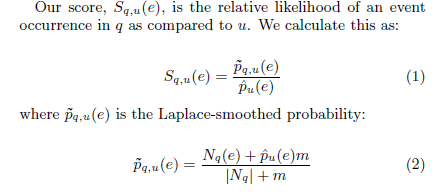 Our score, S_{q,u}(e), is the relative likelihood of an event
occurrence in q as compared to u. We calculate this as:
S_{q,u}(e) = \frac{\tilde{p}_{q,u}(e)}{\hat{p}_u(e)} (1)
where \tilde{p}_{q,u}(e) is the Laplace-smoothed probability:
\tilde{p}_{q,u}(e) = \frac{N_q(e) + \hat{p}_u(e)m}{|N_q| + m} (2)